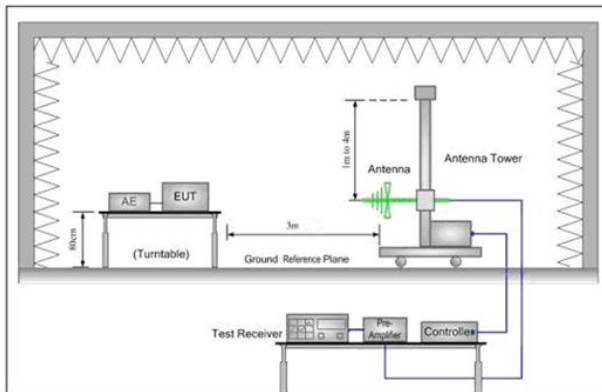 1m to 4m
Antenna
Antenna Tower
AE
EUT
80cm
(Turntable)
3m
Ground Reference Plane
Test Receiver
Pre-
Amplifier
Controller